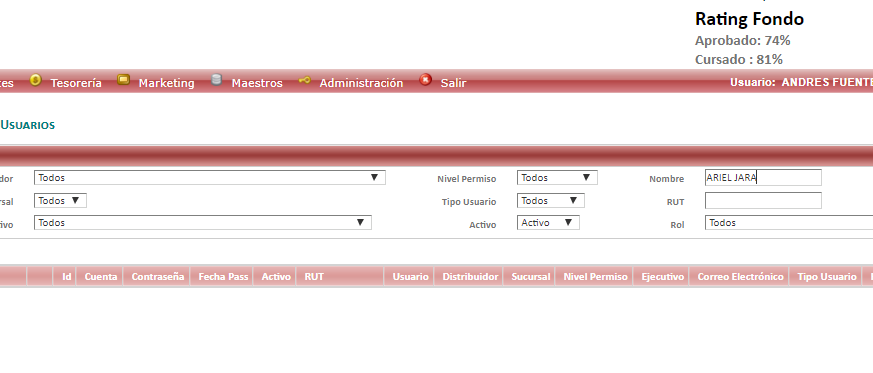 Rating Fondo
Aprobado: 74%
Cursado : 81%
Tesorería Marketing Maestros Administración Salir Usuario: ANDRES
USUARIOS
Todos Nivel Permiso Todos Nombre ARIEL JARA
Todos Tipo Usuario Todos RUT
Todos Activo Activo Rol Todos
Id Cuenta Contraseña Fecha Pass Activo RUT Usuario Distribuidor Sucursal Nivel Permiso Ejecutivo Correo Electrónico Tipo Usuario